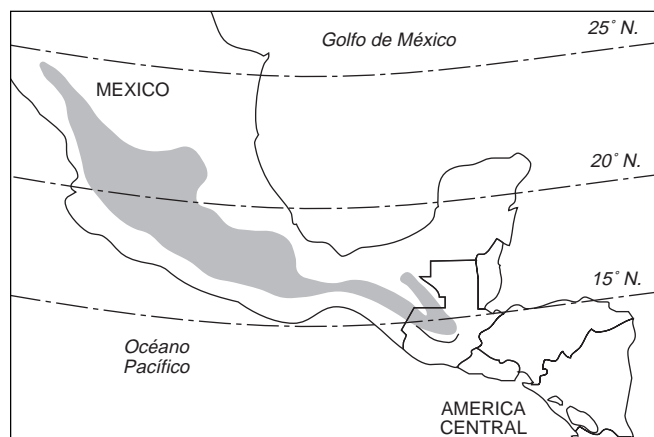 Golfo de México
25° N.
MEXICO
20° N.
15° N.
Océano
Pacífico
AMERICA
CENTRAL